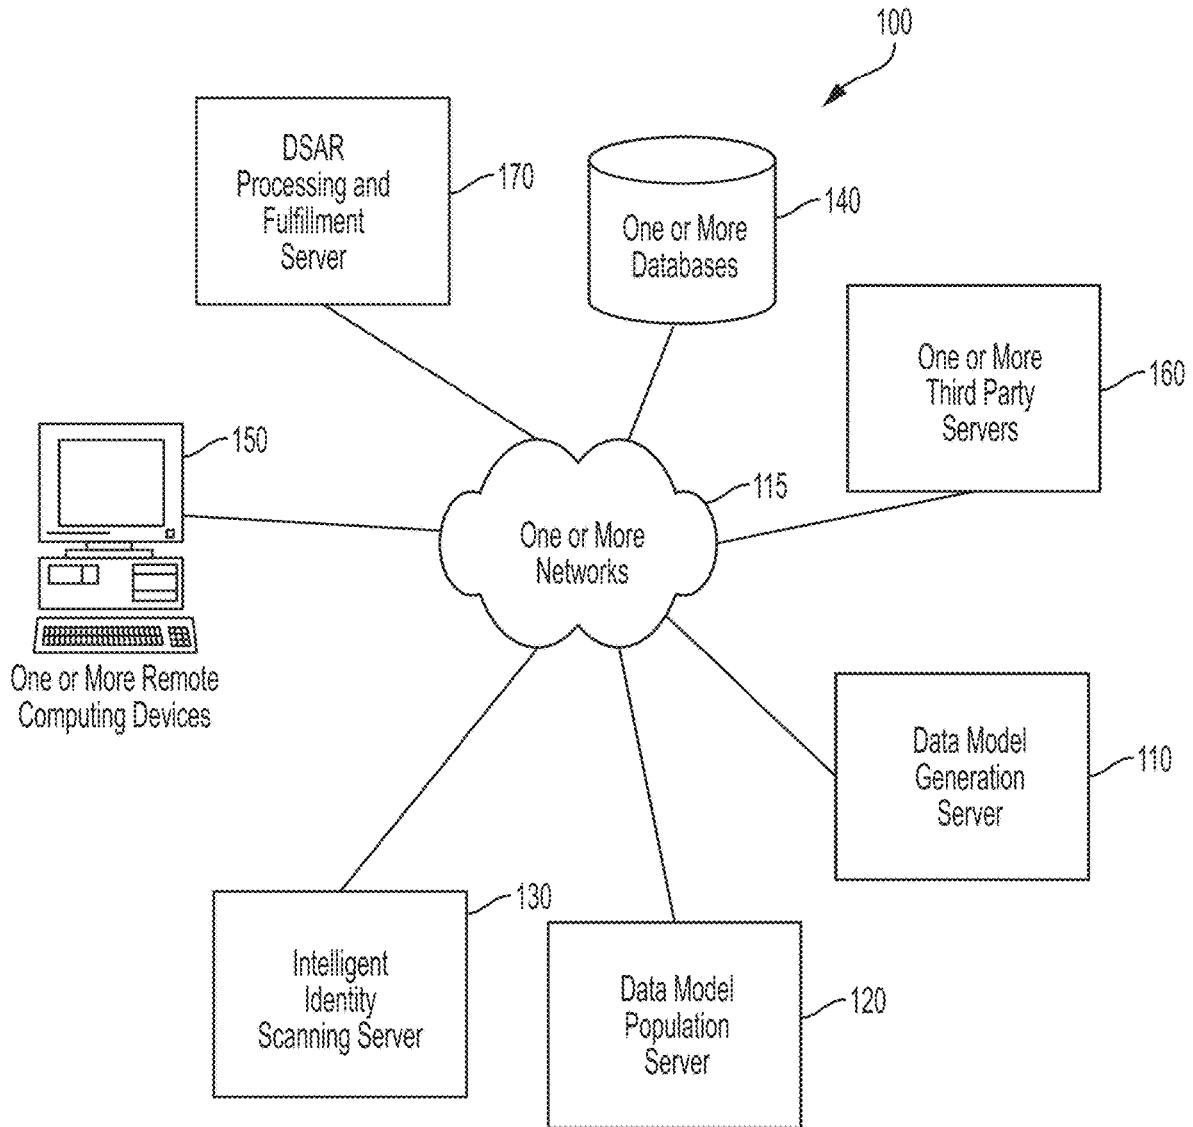 100
DSAR
Processing and
Fulfillment
Server
170
One or More
Databases
140
One or More
Third Party
Servers
160
150
One or More Remote
Computing Devices
115
One or More
Networks
Data Model
Generation
Server
110
130
Intelligent
Identity
Scanning Server
Data Model
Population
Server
120